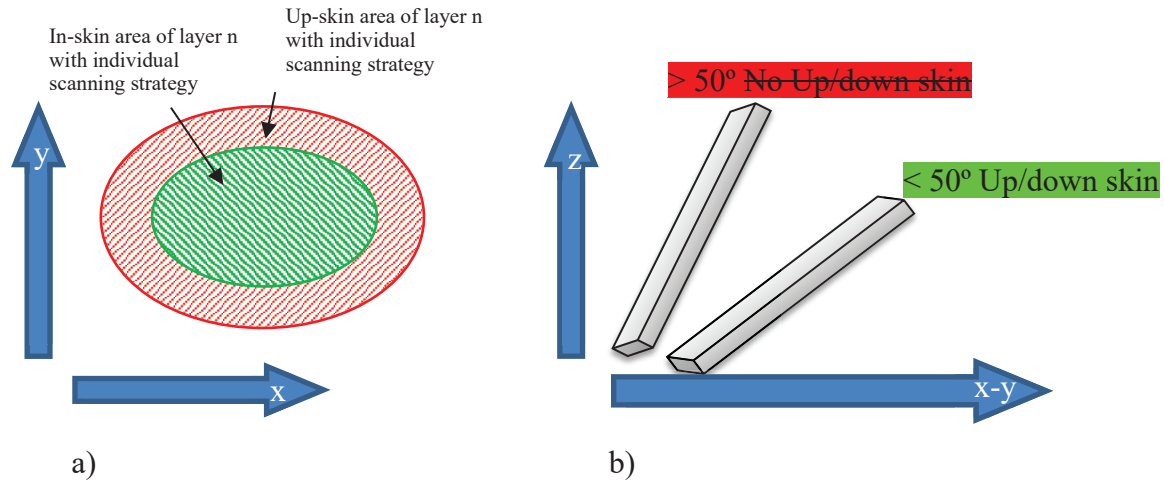 In-skin area of layer n
with individual
scanning strategy
Up-skin area of layer n
with individual
scanning strategy
y
x
a)
> 50º No Up/down skin
< 50º Up/down skin
z
x-y
b)